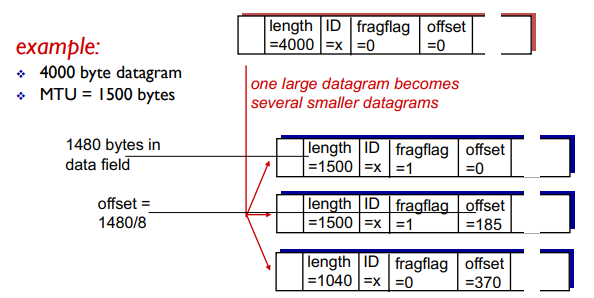 length ID fragflag offset
=4000 =x =0 =0
example:
❖ 4000 byte datagram
❖ MTU = 1500 bytes
one large datagram becomes
several smaller datagrams
1480 bytes in
data field
length ID fragflag offset
=1500 =x =1 =0
offset =
1480/8
length ID fragflag offset
=1500 =x =1 =185
length ID fragflag offset
=1040 =x =0 =370